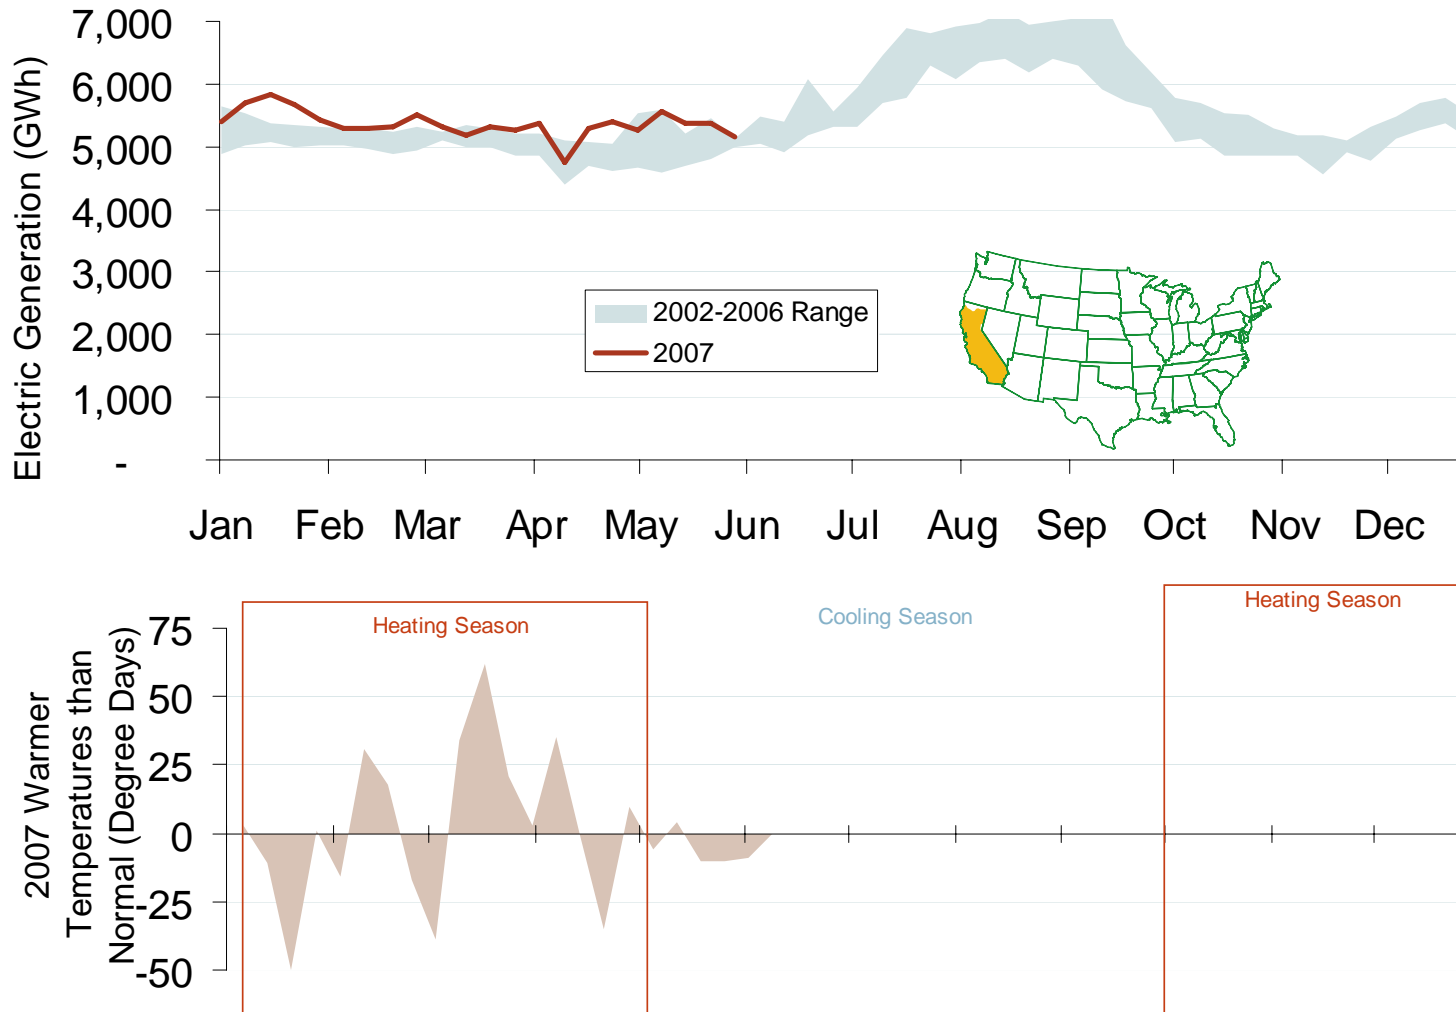 7,000
6,000
5,000
4,000
3,000
2,000
1,000
-
Electric Generation (GWh)
2002-2006 Range
2007
Jan Feb Mar Apr May Jun Jul Aug Sep Oct Nov Dec
Heating Season
Cooling Season
Heating Season
75
50
25
0
-25
-50
2007 Warmer
Temperatures than
Normal (Degree Days)